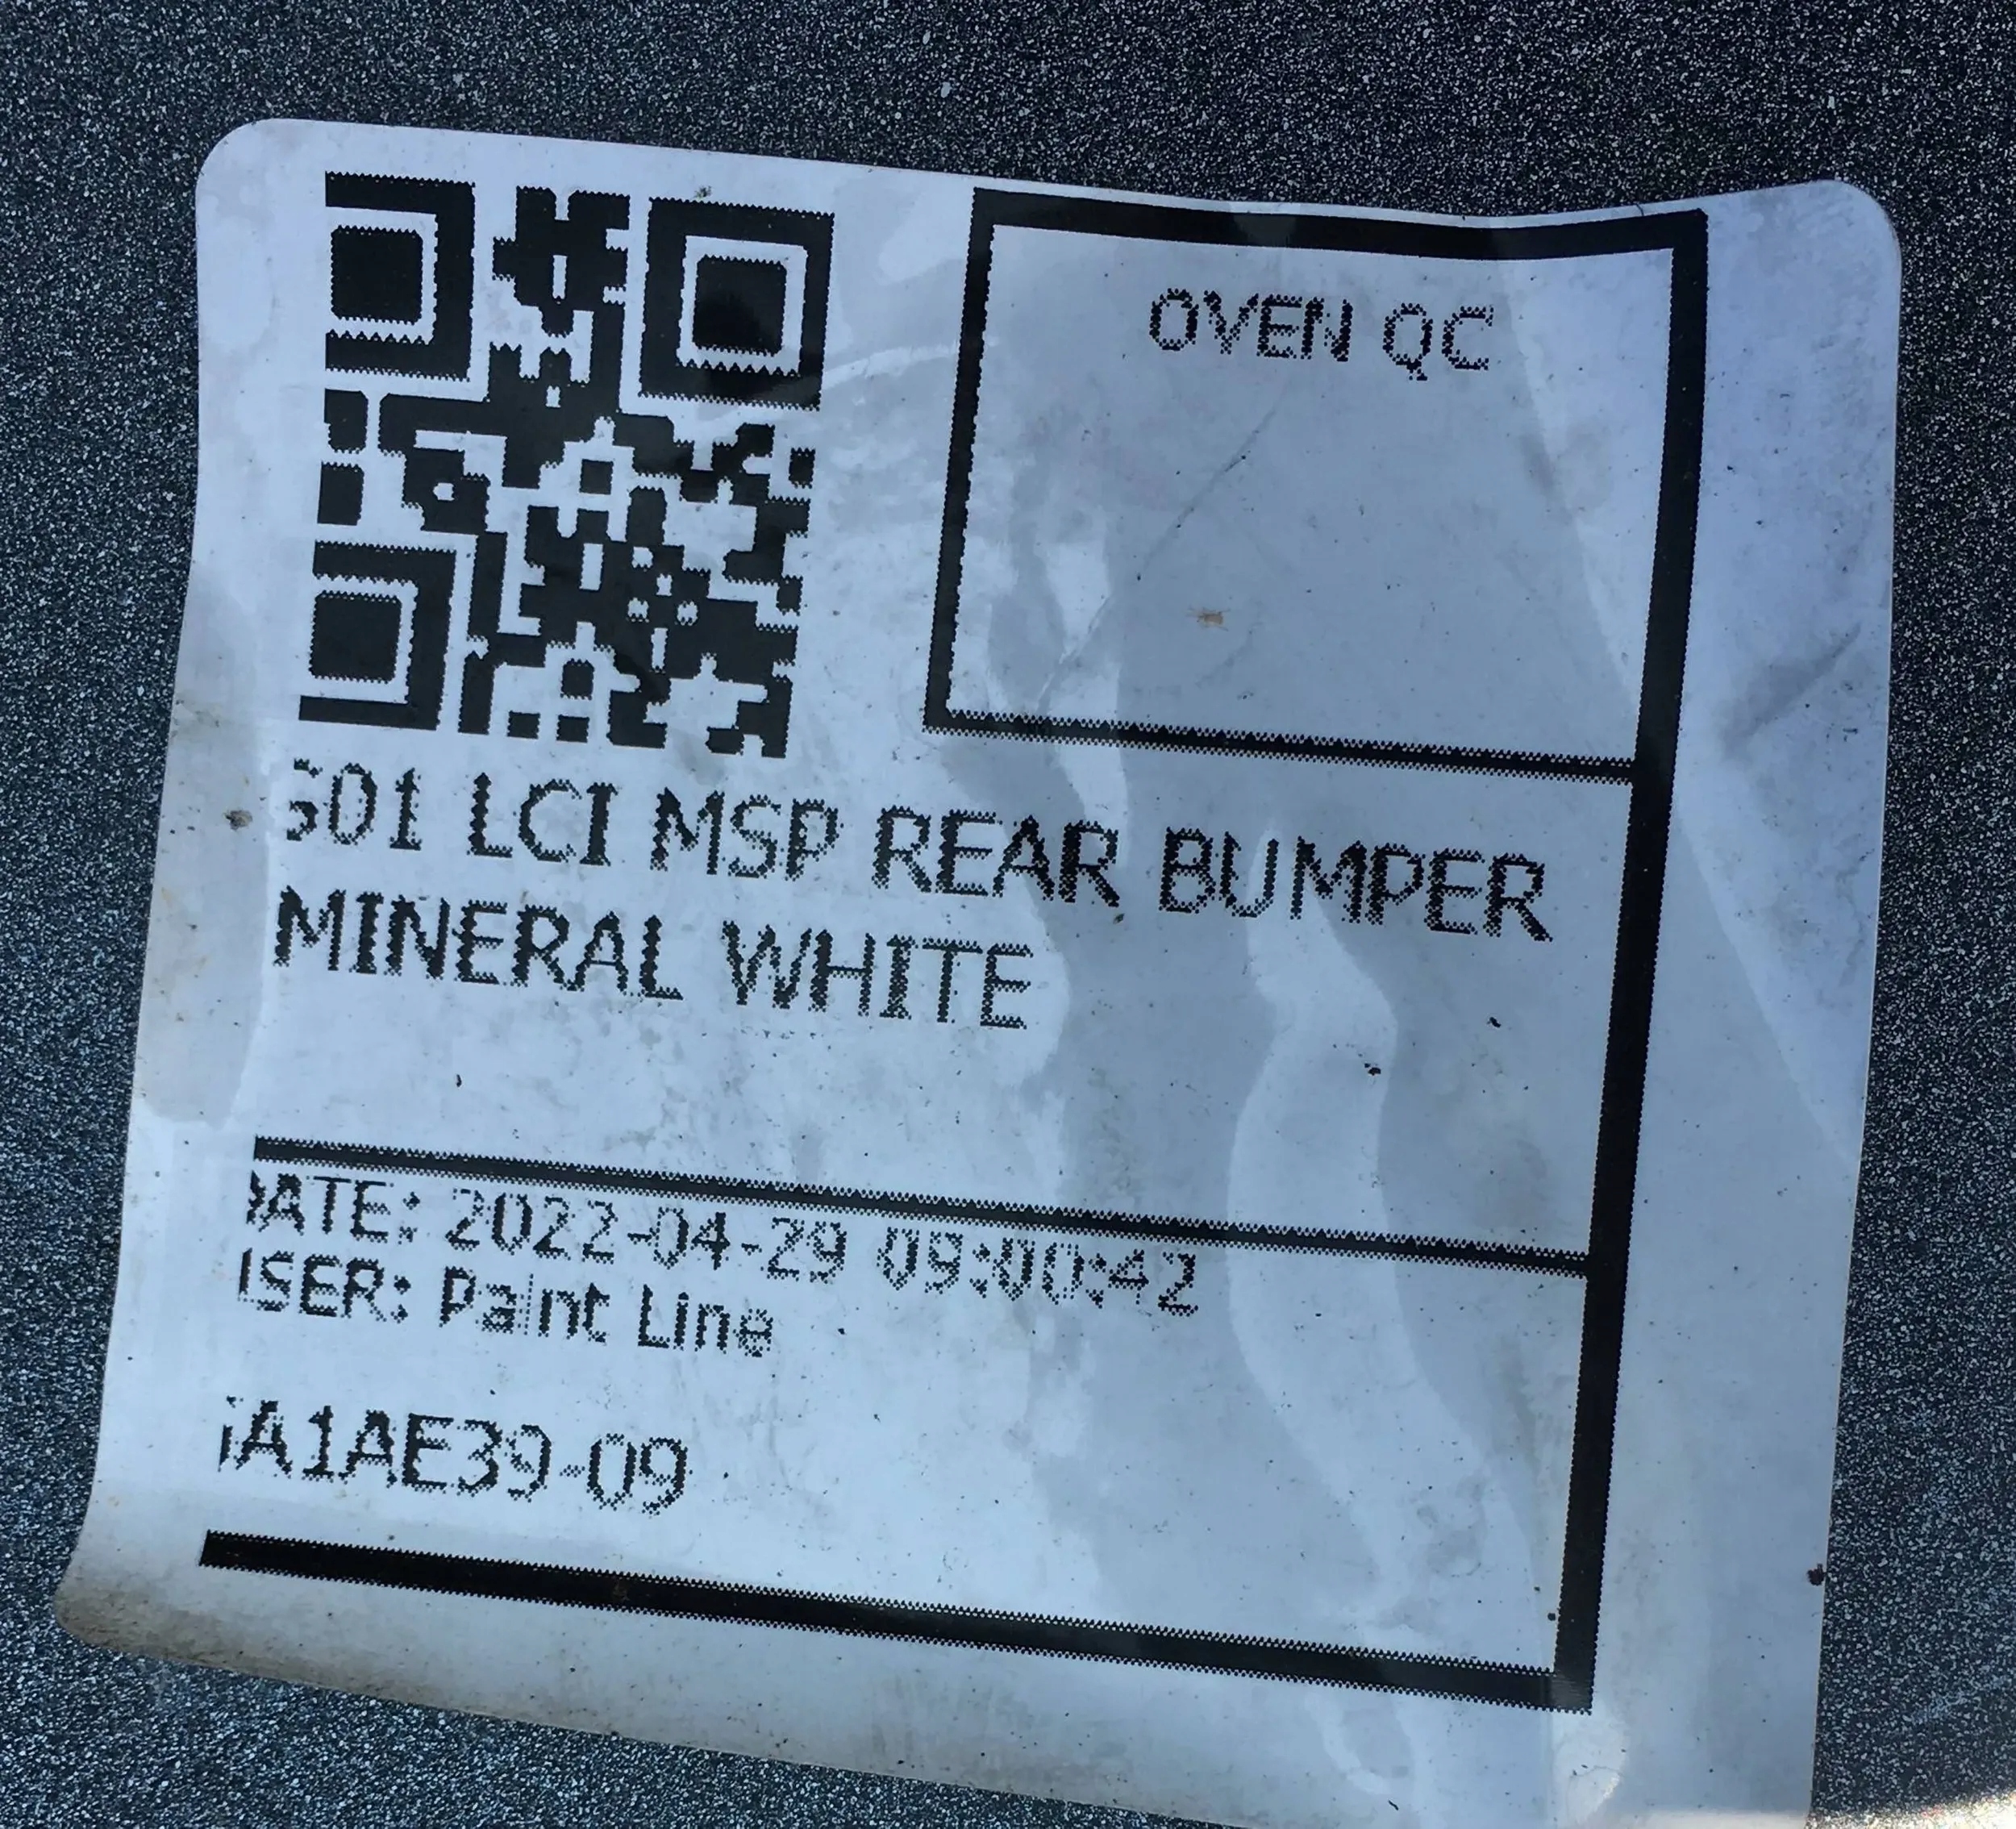 OVEN QC
G01 LCI MSP REAR BUMPER
MINERAL WHITE
DATE: 2022-04-29 09:00:42
USER: Paint Line
A1AE39-09